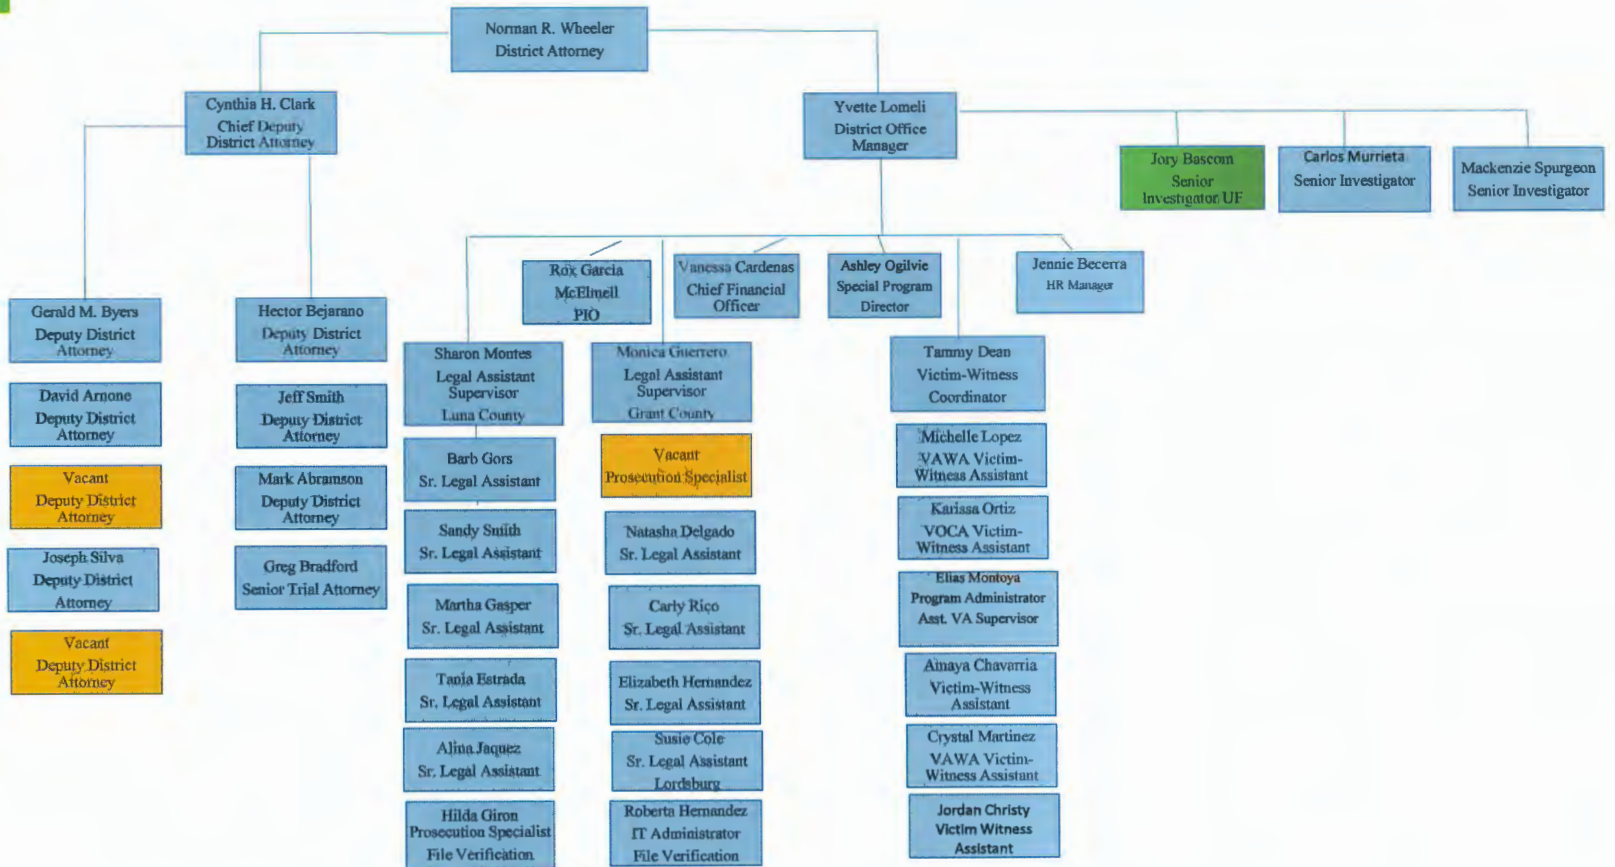 Norman R. Wheeler
District Attorney
Cynthia H. Clark
Chief Deputy
District Attorney
Yvette Lomeli
District Office
Manager
Jory Bascom
Senior
Investigator UF
Carlos Murrieta
Senior Investigator
Mackenzie Spurgeon
Senior Investigator
Rox Garcia
McElmell
PIO
Vanessa Cardenas
Chief Financial
Officer
Ashley Ogilvie
Special Program
Director
Jennie Becerra
HR Manager
Gerald M. Byers
Deputy District
Attorney
David Arnone
Deputy District
Attorney
Vacant
Deputy District
Attorney
Joseph Silva
Deputy District
Attorney
Vacant
Deputy District
Attorney
Hector Bejarano
Deputy District
Attorney
Jeff Smith
Deputy District
Attorney
Mark Abramson
Deputy District
Attorney
Greg Bradford
Senior Trial Attorney
Sharon Montes
Legal Assistant
Supervisor
Luna County
Barb Gors
Sr. Legal Assistant
Sandy Smith
Sr. Legal Assistant
Martha Gasper
Sr. Legal Assistant
Tania Estrada
Sr. Legal Assistant
Alina Jaquez
Sr. Legal Assistant
Hilda Giron
Prosecution Specialist
File Verification
Monica Guerrero
Legal Assistant
Supervisor
Grant County
Vacant
Prosecution Specialist
Natasha Delgado
Sr. Legal Assistant
Carly Rico
Sr. Legal Assistant
Elizabeth Hernandez
Sr. Legal Assistant
Susie Cole
Sr. Legal Assistant
Lordsburg
Roberta Hernandez
IT Administrator
File Verification
Tammy Dean
Victim-Witness
Coordinator
Michelle Lopez
VAWA Victim-
Witness Assistant
Karissa Ortiz
VOCA Victim-
Witness Assistant
Elias Montoya
Program Administrator
Asst. VA Supervisor
Amaya Chavarria
Victim-Witness
Assistant
Crystal Martinez
VAWA Victim-
Witness Assistant
Jordan Christy
Victim Witness
Assistant